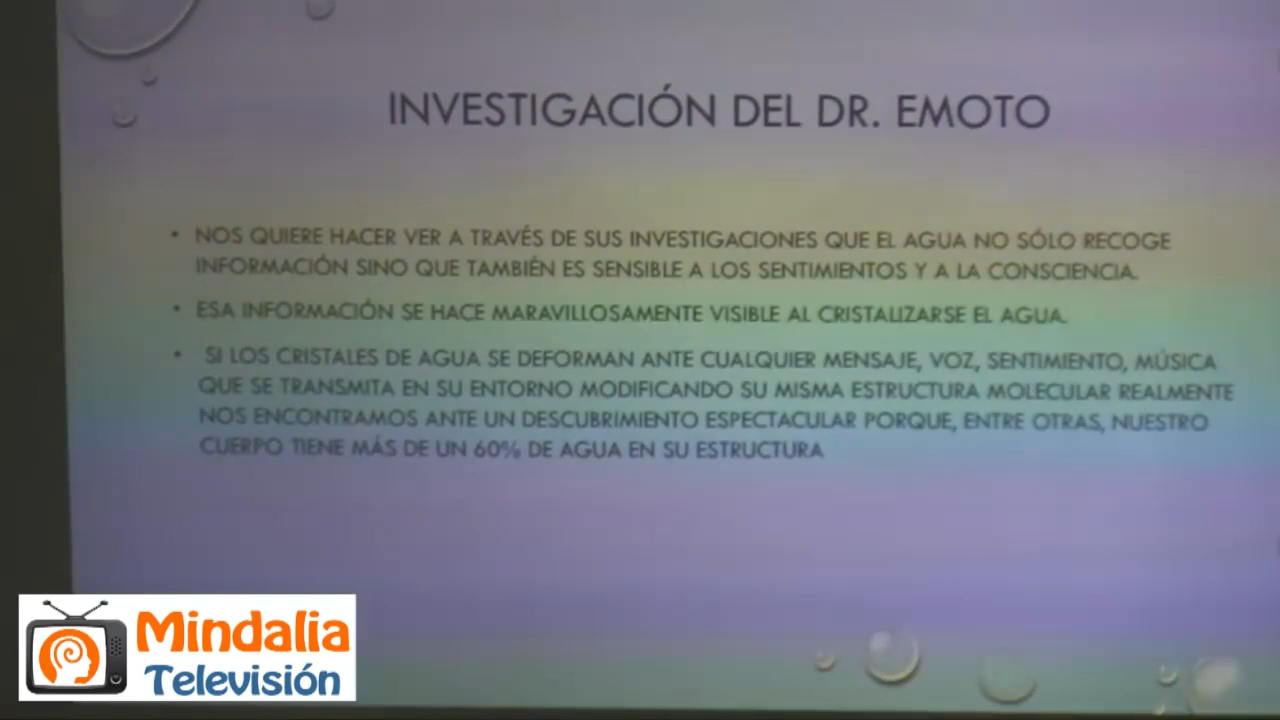 INVESTIGACIÓN DEL DR. EMOTO
• NOS QUIERE HACER VER A TRAVÉS DE SUS INVESTIGACIONES QUE EL AGUA NO SÓLO RECOGE
INFORMACIÓN SINO QUE TAMBIÉN ES SENSIBLE A LOS SENTIMIENTOS Y A LA CONSCIENCIA.
• ESA INFORMACIÓN SE HACE MARAVILLOSAMENTE VISIBLE AL CRISTALIZARSE EL AGUA.
• SI LOS CRISTALES DE AGUA SE DEFORMAN ANTE CUALQUIER MENSAJE, VOZ, SENTIMIENTO, MÚSICA
QUE SE TRANSMITA EN SU ENTORNO MODIFICANDO SU MISMA ESTRUCTURA MOLECULAR REALMENTE
NOS ENCONTRAMOS ANTE UN DESCUBRIMIENTO ESPECTACULAR PORQUE, ENTRE OTRAS, NUESTRO
CUERPO TIENE MÁS DE UN 60% DE AGUA EN SU ESTRUCTURA
Mindalia
Televisión